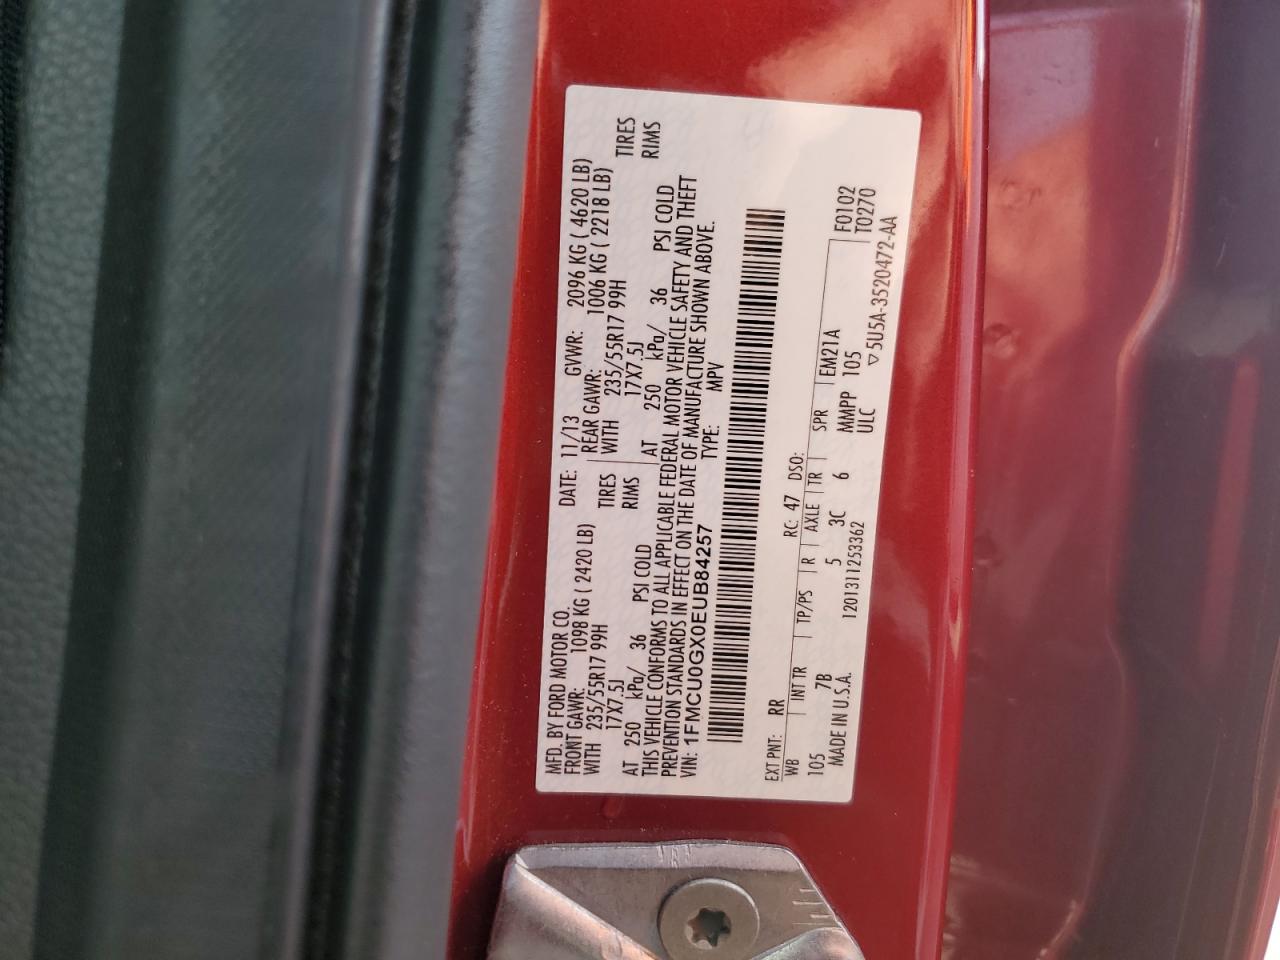 MFD. BY FORD MOTOR CO.
DATE: 11/13 GVWR: 2096 KG ( 4620 LB)
FRONT GAWR: 1098 KG ( 2420 LB)
REAR GAWR: 1006 KG ( 2218 LB)
WITH 235/55R17 99H TIRES
WITH 235/55R17 99H TIRES
17X7.5J RIMS
17X7.5J RIMS
AT 250 kPa/ 36 PSI COLD
AT 250 kPa/ 36 PSI COLD
THIS VEHICLE CONFORMS TO ALL APPLICABLE FEDERAL MOTOR VEHICLE SAFETY AND THEFT
PREVENTION STANDARDS IN EFFECT ON THE DATE OF MANUFACTURE SHOWN ABOVE.
VIN: 1FMCU0GX0EUB84257 TYPE: MPV
EXT PNT: RR RC: 47 DSO:
WB INT TR TP/PS R AXLE TR SPR EM21A F0102
105 7B 5 3C 6 MMPP 105 T0270
MADE IN U.S.A. 1201311253362 ULC ▽5U5A-3520472-AA